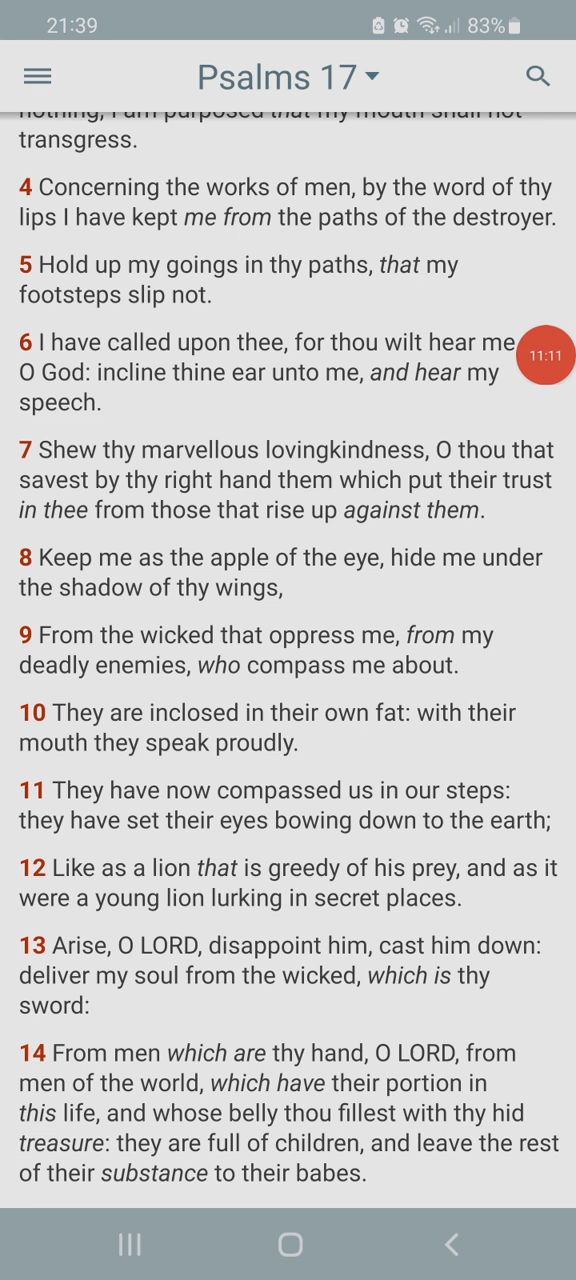 21:39
83%
Psalms 17
nothing, I am purposed that my mouth shall not
transgress.
4 Concerning the works of men, by the word of thy
lips I have kept me from the paths of the destroyer.
5 Hold up my goings in thy paths, that my
footsteps slip not.
6 I have called upon thee, for thou wilt hear me
11:11
O God: incline thine ear unto me, and hear my
speech.
7 Shew thy marvellous lovingkindness, O thou that
savest by thy right hand them which put their trust
in thee from those that rise up against them.
8 Keep me as the apple of the eye, hide me under
the shadow of thy wings,
9 From the wicked that oppress me, from my
deadly enemies, who compass me about.
10 They are inclosed in their own fat: with their
mouth they speak proudly.
11 They have now compassed us in our steps:
they have set their eyes bowing down to the earth;
12 Like as a lion that is greedy of his prey, and as it
were a young lion lurking in secret places.
13 Arise, O LORD, disappoint him, cast him down:
deliver my soul from the wicked, which is thy
sword:
14 From men which are thy hand, O LORD, from
men of the world, which have their portion in
this life, and whose belly thou fillest with thy hid
treasure: they are full of children, and leave the rest
of their substance to their babes.